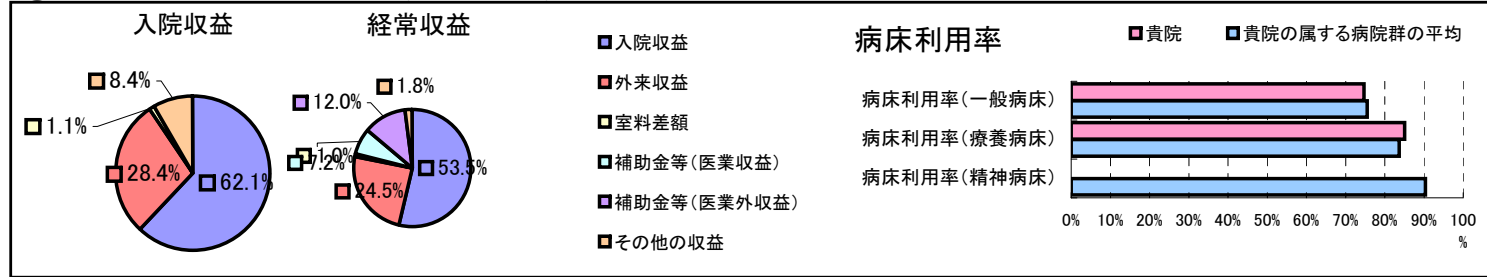 入院収益
8.4%
1.1%
28.4%
62.1%
経常収益
1.8%
12.0%
1.0%
7.2%
53.5%
24.5%
入院収益
外来収益
室料差額
補助金等(医業収益)
補助金等(医業外収益)
その他の収益
病床利用率
貴院
貴院の属する病院群の平均
病床利用率(一般病床)
病床利用率(療養病床)
病床利用率(精神病床)
0% 10% 20% 30% 40% 50% 60% 70% 80% 90% 100
%